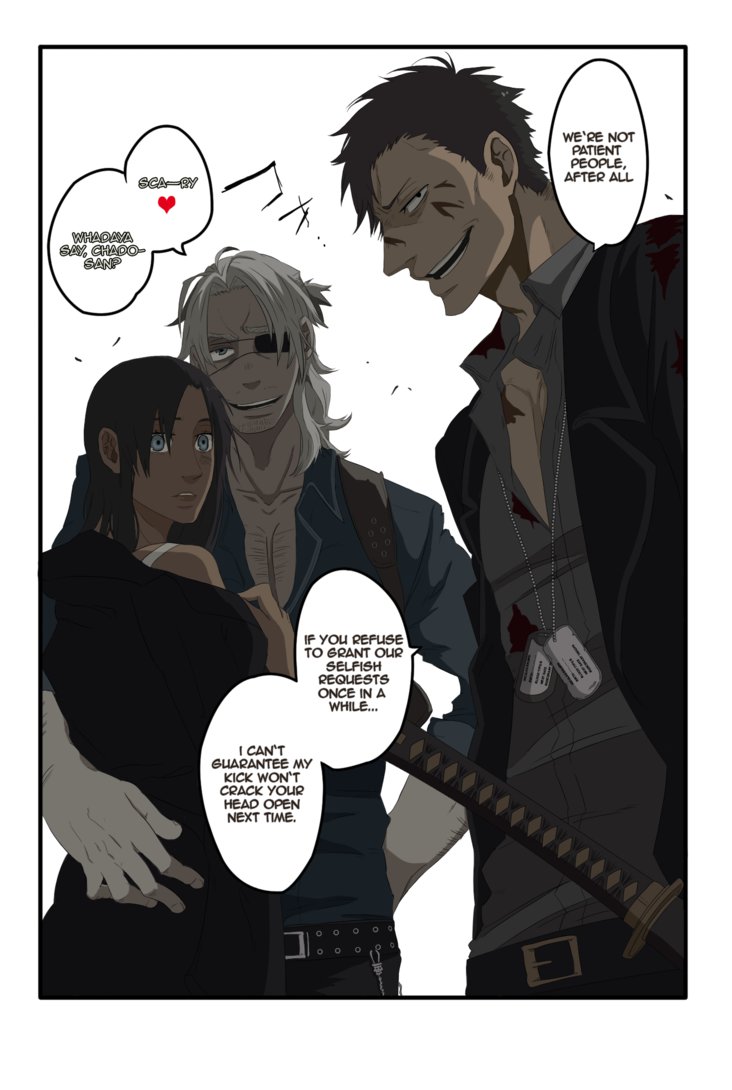 WE'RE NOT
PATIENT
PEOPLE,
AFTER ALL
SCA—RY
♥
WHADAYA
SAY, CHADO-
SAN?
IF YOU REFUSE
TO GRANT OUR
SELFISH
REQUESTS
ONCE IN A
WHILE...
I CAN'T
GUARANTEE MY
KICK WON'T
CRACK YOUR
HEAD OPEN
NEXT TIME.